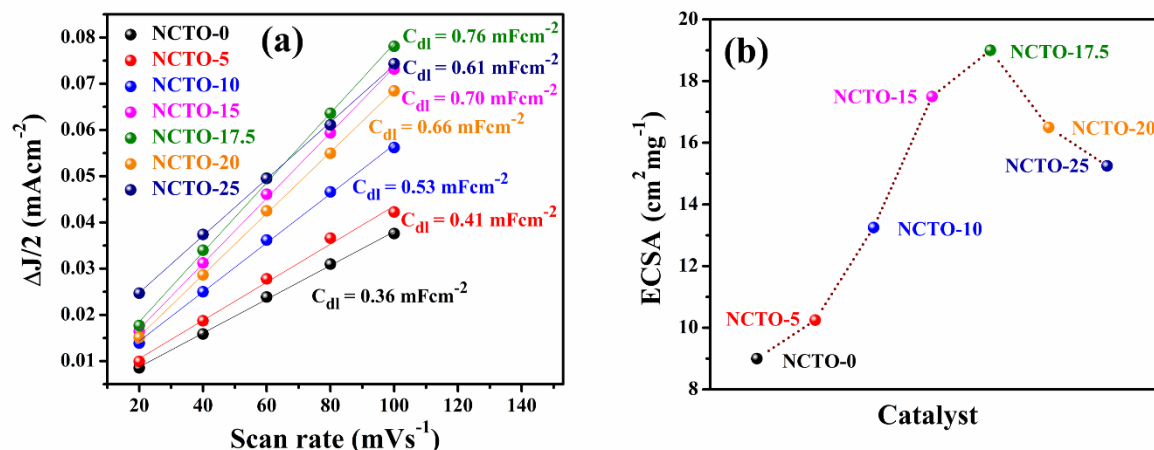 (a)
NCTO-0
NCTO-5
NCTO-10
NCTO-15
NCTO-17.5
NCTO-20
NCTO-25
C_dl = 0.76 mFcm⁻²
C_dl = 0.61 mFcm⁻²
C_dl = 0.70 mFcm⁻²
C_dl = 0.66 mFcm⁻²
C_dl = 0.53 mFcm⁻²
C_dl = 0.41 mFcm⁻²
C_dl = 0.36 mFcm⁻²
ΔJ/2 (mAcm⁻²)
0.08
0.07
0.06
0.05
0.04
0.03
0.02
0.01
20 40 60 80 100 120 140
Scan rate (mVs⁻¹)
(b)
NCTO-17.5
NCTO-15
NCTO-20
NCTO-25
NCTO-10
NCTO-5
NCTO-0
ECSA (cm² mg⁻¹)
20
18
16
14
12
10
8
Catalyst